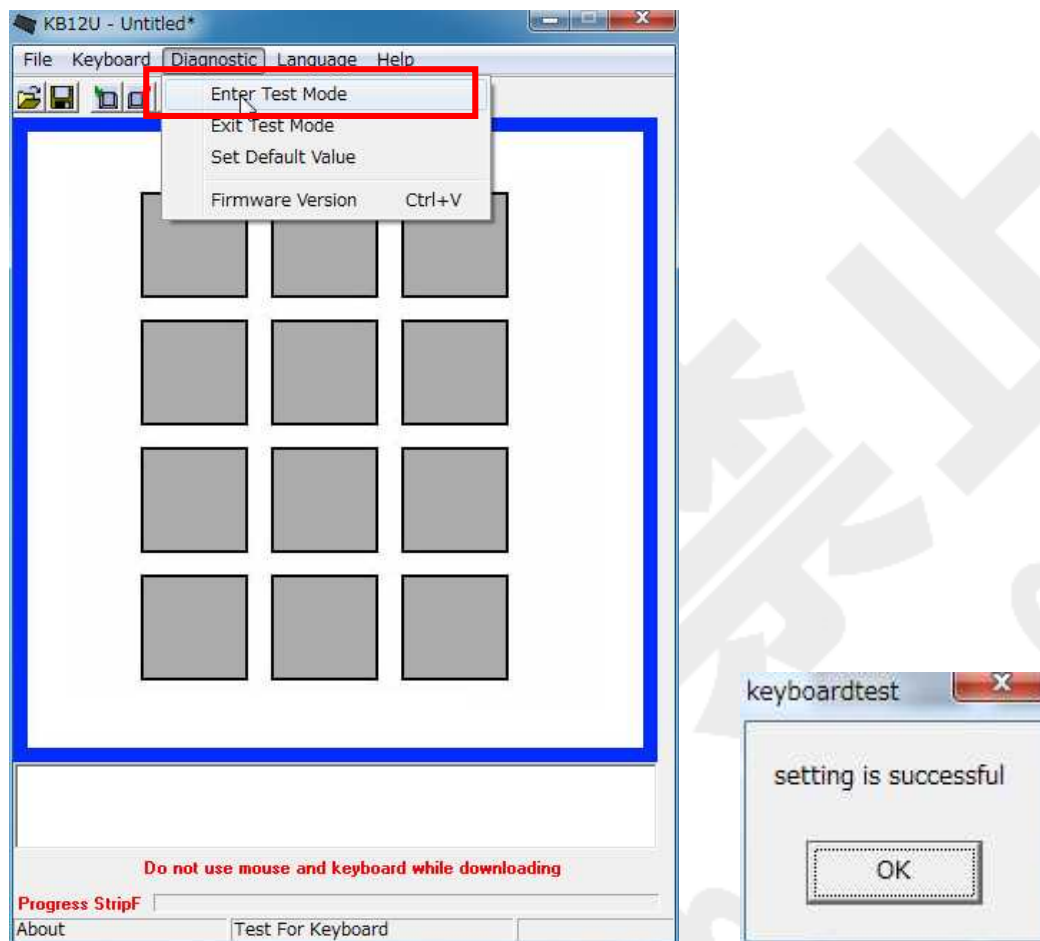 KB12U - Untitled*
File Keyboard Diagnostic Language Help
Enter Test Mode
Exit Test Mode
Set Default Value
Firmware Version Ctrl+V
Do not use mouse and keyboard while downloading
Progress StripF
About Test For Keyboard
keyboardtest
setting is successful
OK